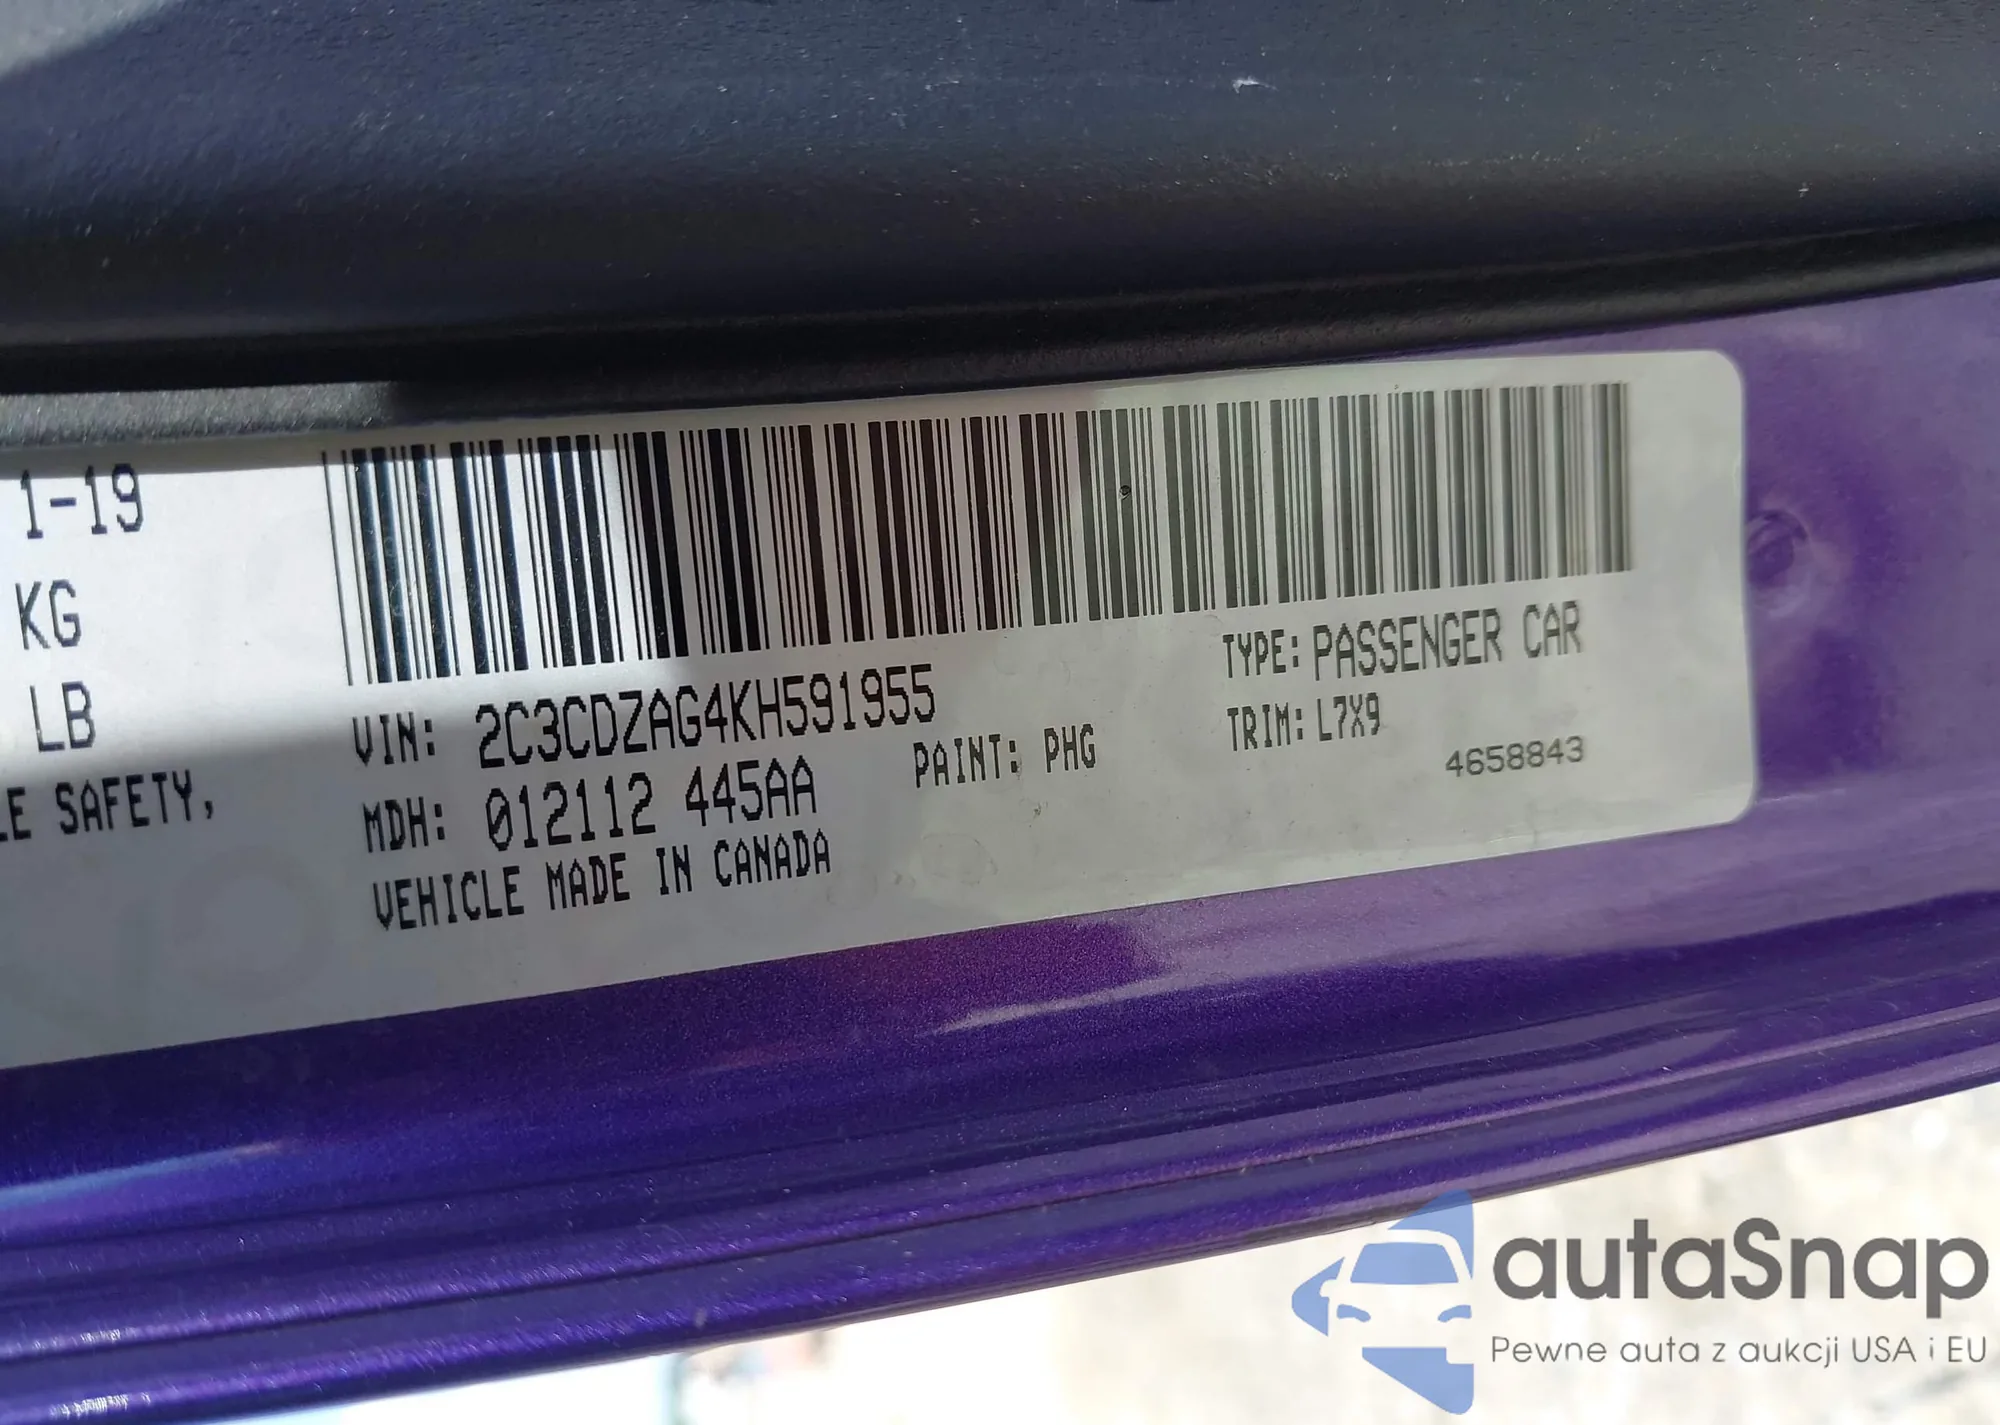 1-19
KG
LB
LE SAFETY,
VIN: 2C3CDZAG4KH591955
MDH: 012112 445AA
VEHICLE MADE IN CANADA
PAINT: PHG
TYPE: PASSENGER CAR
TRIM: L7X9
4658843
autaSnap
Pewne auta z aukcji USA i EU